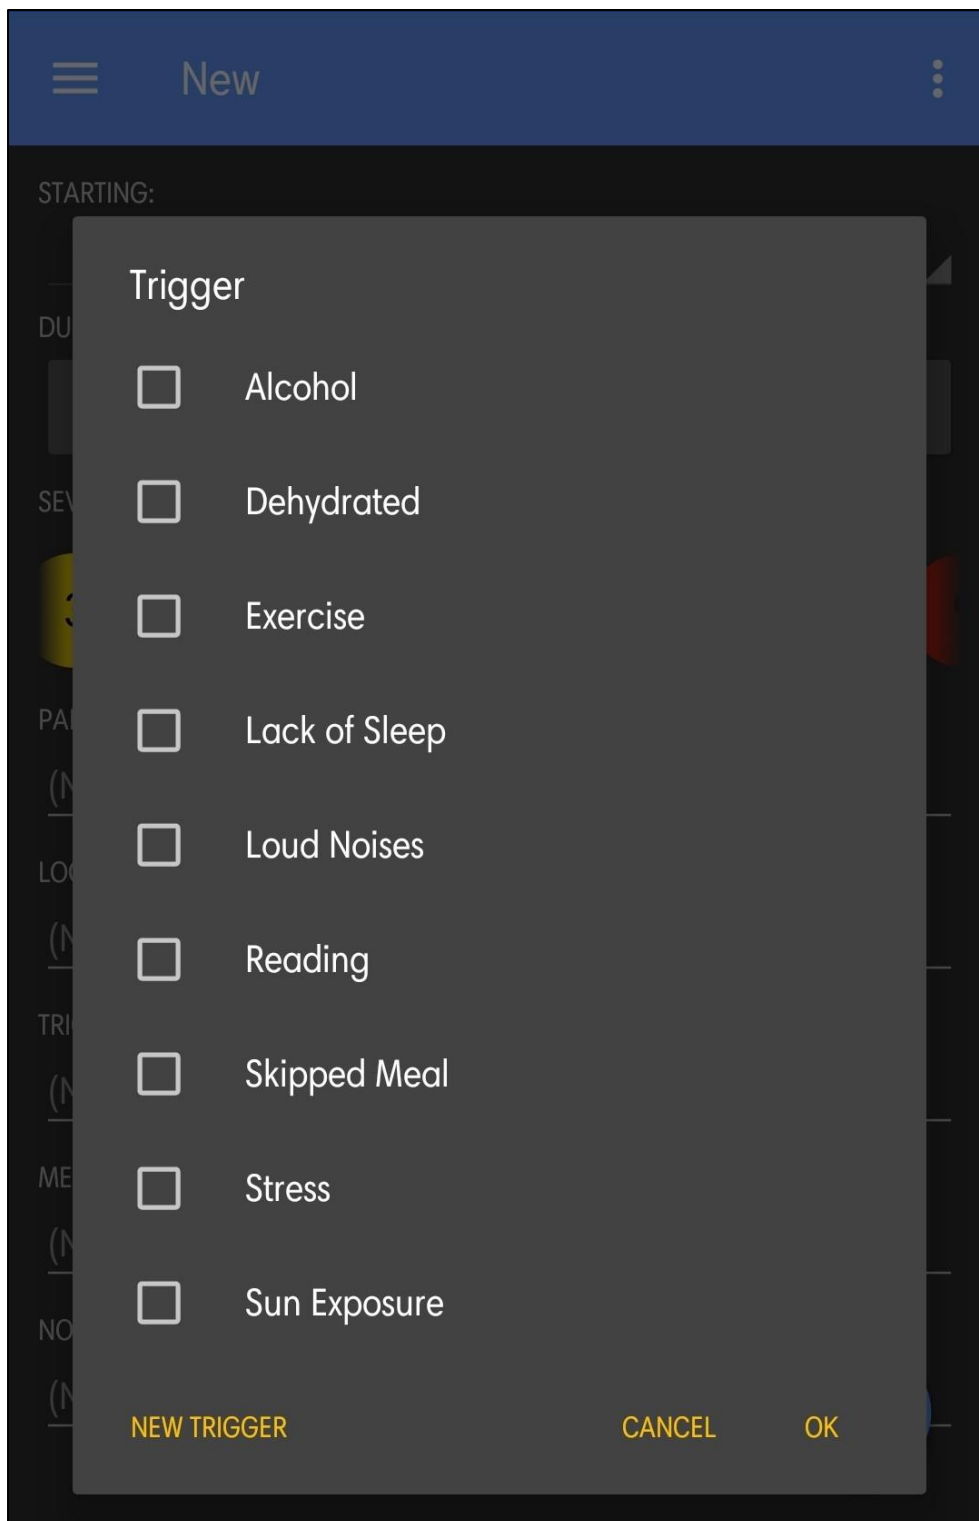 New
STARTING:
Trigger
Alcohol
Dehydrated
Exercise
Lack of Sleep
Loud Noises
Reading
Skipped Meal
Stress
Sun Exposure
NEW TRIGGER
CANCEL
OK